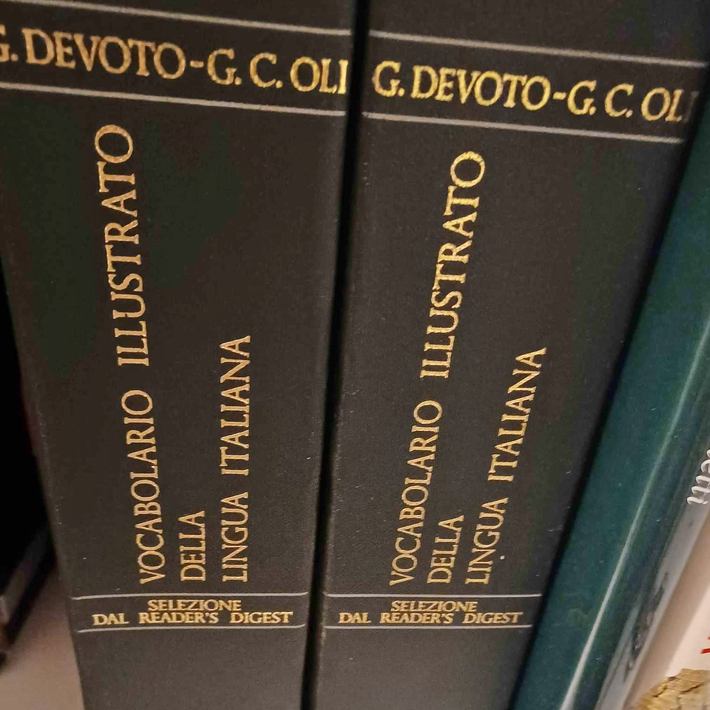 G. DEVOTO-G. C. OLI
VOCABOLARIO ILLUSTRATO
DELLA
LINGUA ITALIANA
SELEZIONE
DAL READER'S DIGEST
G. DEVOTO-G. C. OLI
VOCABOLARIO ILLUSTRATO
DELLA
LINGUA ITALIANA
SELEZIONE
DAL READER'S DIGEST